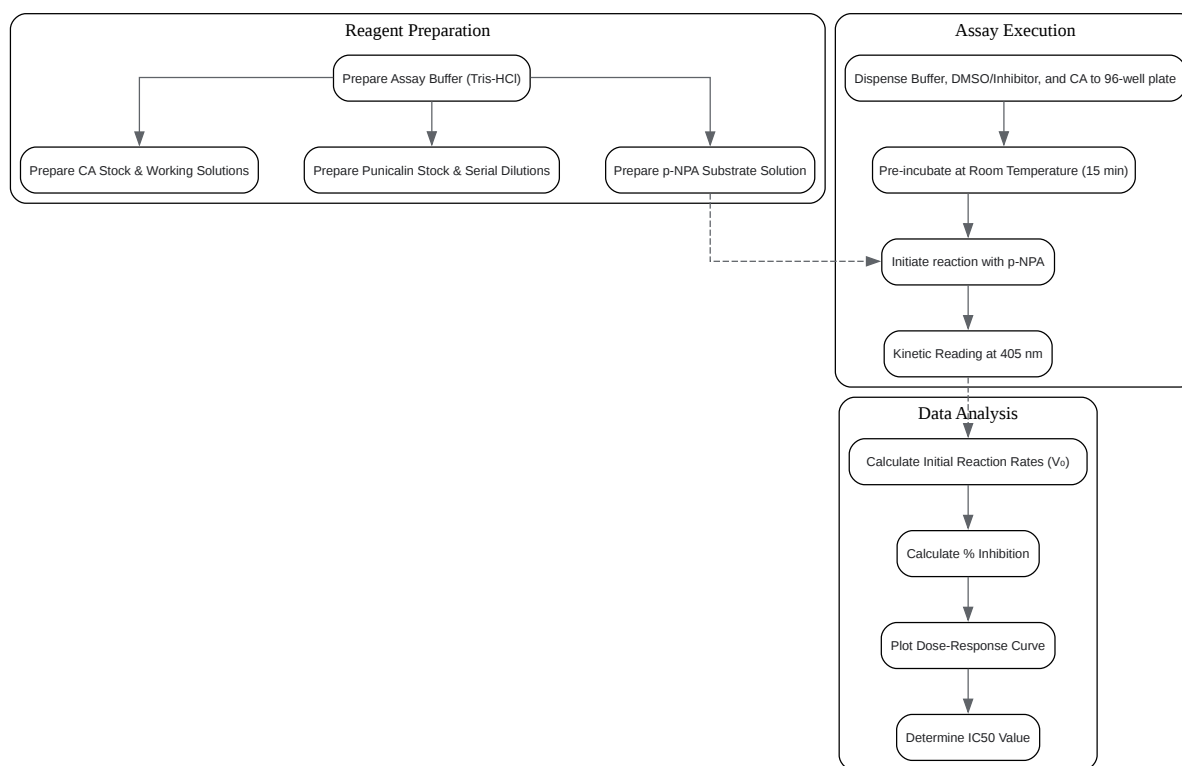 Reagent Preparation
Prepare Assay Buffer (Tris-HCl)
Prepare CA Stock & Working Solutions
Prepare Punicalin Stock & Serial Dilutions
Prepare p-NPA Substrate Solution
Assay Execution
Dispense Buffer, DMSO/Inhibitor, and CA to 96-well plate
Pre-incubate at Room Temperature (15 min)
Initiate reaction with p-NPA
Kinetic Reading at 405 nm
Data Analysis
Calculate Initial Reaction Rates (V₀)
Calculate % Inhibition
Plot Dose-Response Curve
Determine IC50 Value